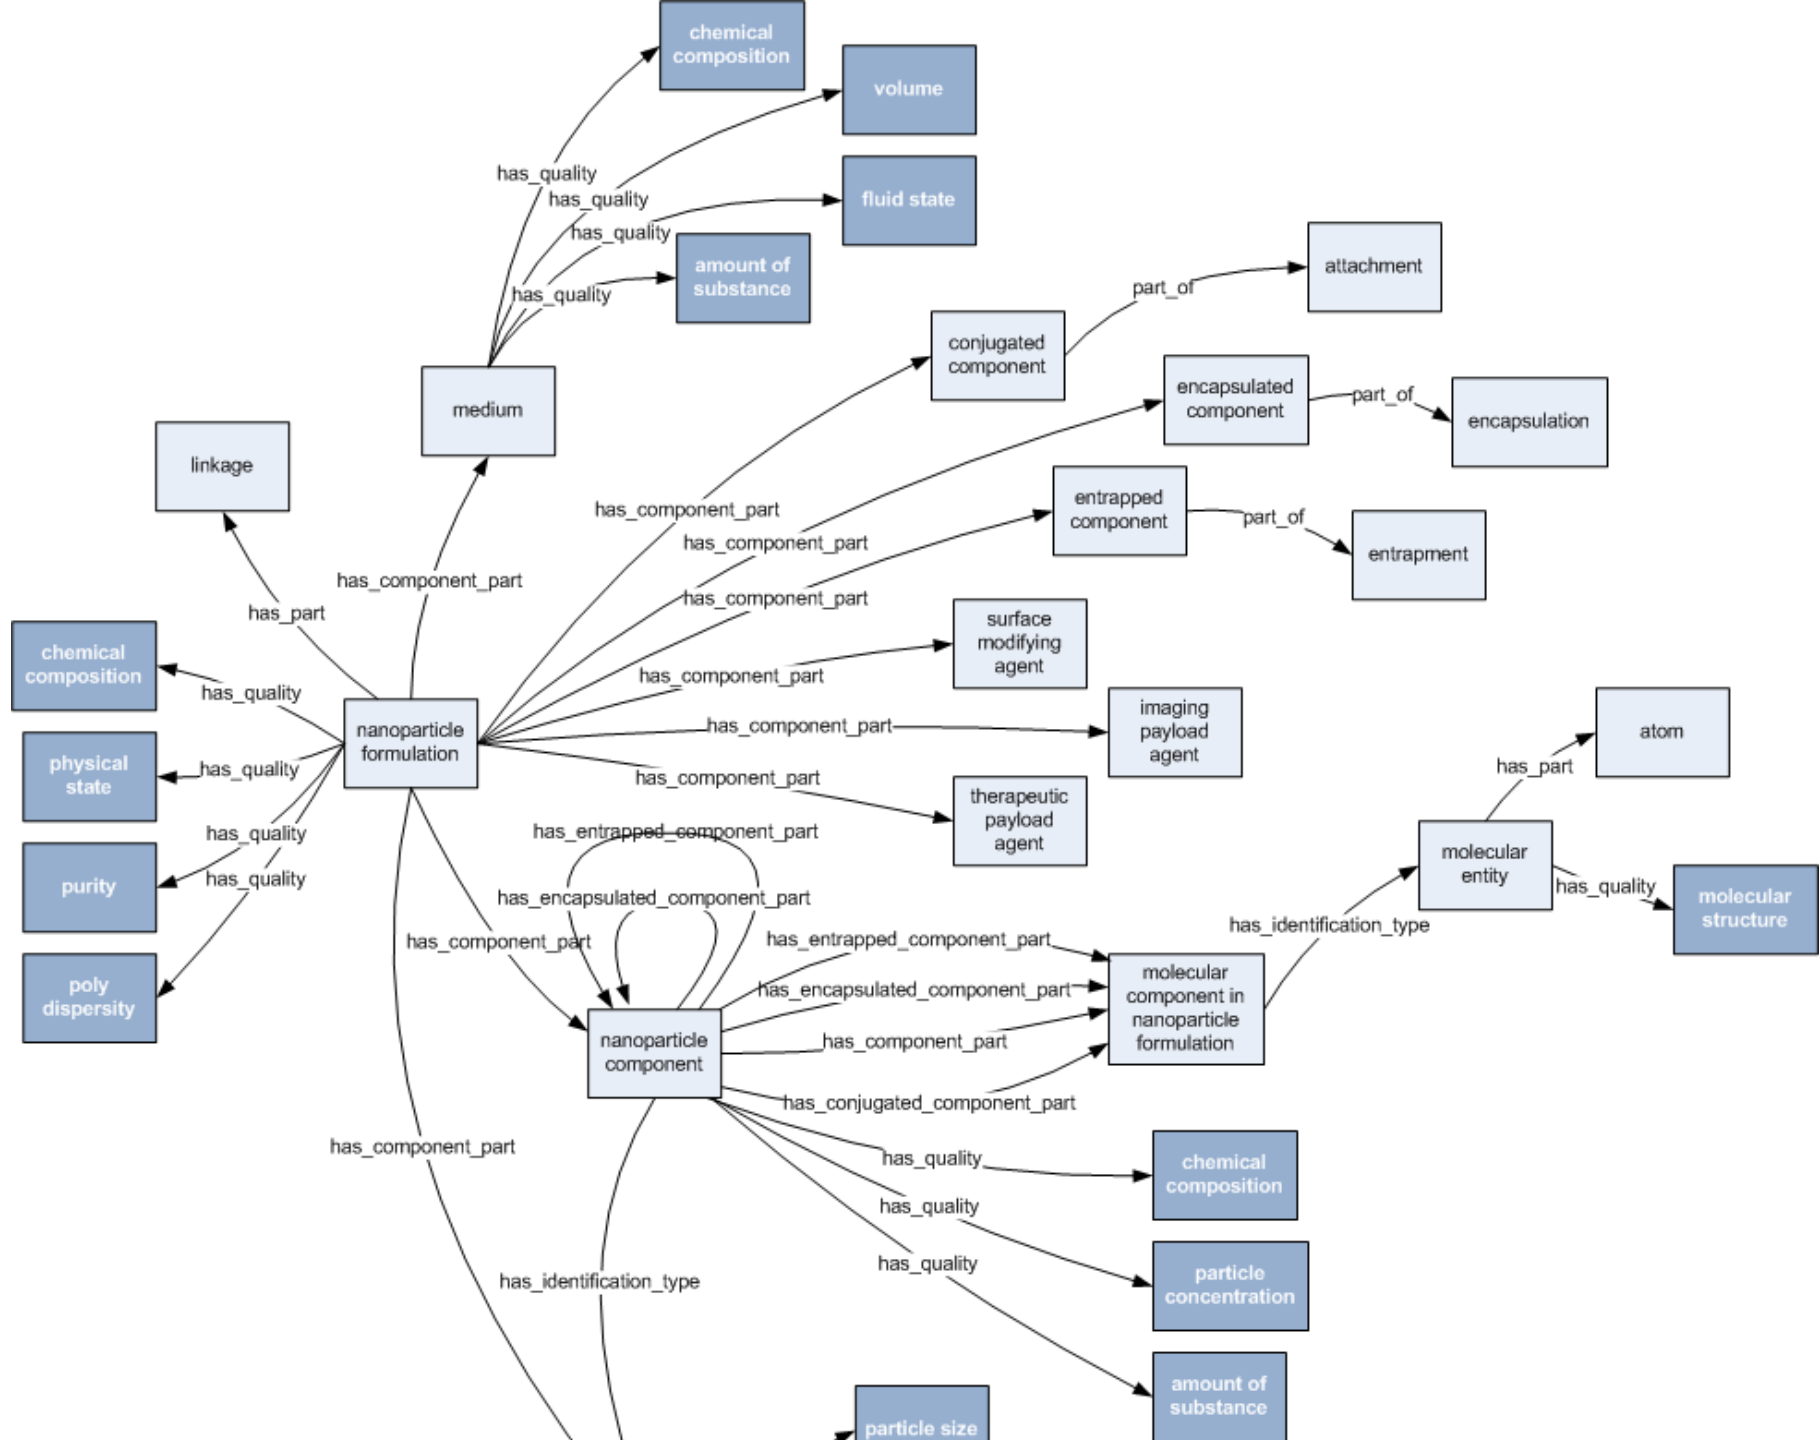 chemical
composition
volume
has_quality
has_quality
fluid state
has_quality
amount of
substance
has_quality
attachment
part_of
conjugated
component
encapsulated
component
part_of
encapsulation
medium
linkage
entrapped
component
part_of
entrapment
has_component_part
has_component_part
has_component_part
has_component_part
has_part
surface
modifying
agent
chemical
composition
has_quality
has_component_part
nanoparticle
formulation
has_component_part
imaging
payload
agent
atom
has_part
physical
state
has_quality
has_component_part
therapeutic
payload
agent
has_quality
has_entrapped_component_part
purity
has_quality
has_encapsulated_component_part
molecular
entity
has_quality
molecular
structure
has_identification_type
has_component_part
has_entrapped_component_part
poly
dispersity
has_encapsulated_component_part
molecular
component in
nanoparticle
formulation
nanoparticle
component
has_component_part
has_conjugated_component_part
has_component_part
has_quality
chemical
composition
has_quality
has_quality
particle
concentration
has_identification_type
amount of
substance
particle size